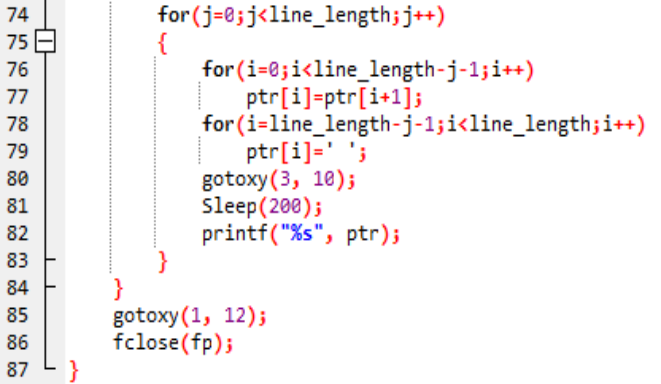 74 for(j=0;j<line_length;j++)
75 {
76 for(i=0;i<line_length-j-1;i++)
77 ptr[i]=ptr[i+1];
78 for(i=line_length-j-1;i<line_length;i++)
79 ptr[i]=' ';
80 gotoxy(3, 10);
81 Sleep(200);
82 printf("%s", ptr);
83 }
84 }
85 gotoxy(1, 12);
86 fclose(fp);
87 }